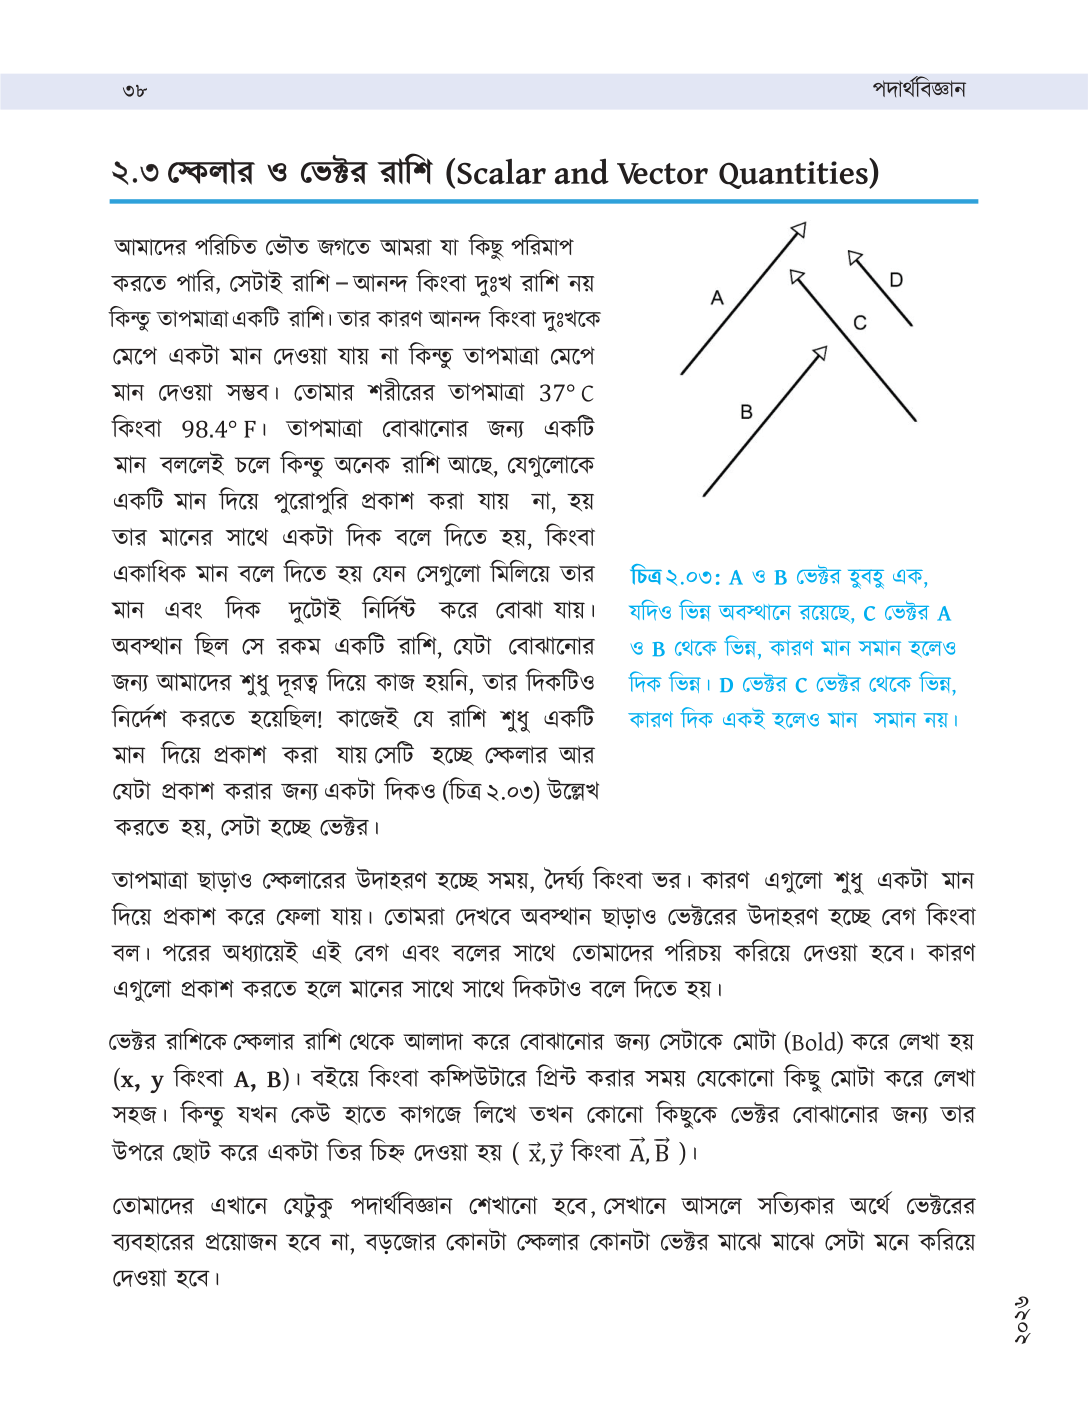 ৩৮
পদার্থবিজ্ঞান
২.৩ স্কেলার ও ভেক্টর রাশি (Scalar and Vector Quantities)
আমাদের পরিচিত ভৌত জগতে আমরা যা কিছু পরিমাপ
করতে পারি, সেটাই রাশি – আনন্দ কিংবা দুঃখ রাশি নয়
কিন্তু তাপমাত্রা একটি রাশি। তার কারণ আনন্দ কিংবা দুঃখকে
মেপে একটা মান দেওয়া যায় না কিন্তু তাপমাত্রা মেপে
মান দেওয়া সম্ভব। তোমার শরীরের তাপমাত্রা 37° C
কিংবা 98.4° F। তাপমাত্রা বোঝানোর জন্য একটি
মান বললেই চলে কিন্তু অনেক রাশি আছে, যেগুলোকে
একটি মান দিয়ে পুরোপুরি প্রকাশ করা যায় না, হয়
তার মানের সাথে একটা দিক বলে দিতে হয়, কিংবা
একাধিক মান বলে দিতে হয় যেন সেগুলো মিলিয়ে তার
মান এবং দিক দুটোই নির্দিষ্ট করে বোঝা যায়।
অবস্থান ছিল সে রকম একটি রাশি, যেটা বোঝানোর
জন্য আমাদের শুধু দূরত্ব দিয়ে কাজ হয়নি, তার দিকটিও
নির্দেশ করতে হয়েছিল! কাজেই যে রাশি শুধু একটি
মান দিয়ে প্রকাশ করা যায় সেটি হচ্ছে স্কেলার আর
যেটা প্রকাশ করার জন্য একটা দিকও (চিত্র ২.০৩) উল্লেখ
করতে হয়, সেটা হচ্ছে ভেক্টর।
A
D
C
B
চিত্র ২.০৩: A ও B ভেক্টর হুবহু এক,
যদিও ভিন্ন অবস্থানে রয়েছে, C ভেক্টর A
ও B থেকে ভিন্ন, কারণ মান সমান হলেও
দিক ভিন্ন। D ভেক্টর C ভেক্টর থেকে ভিন্ন,
কারণ দিক একই হলেও মান সমান নয়।
তাপমাত্রা ছাড়াও স্কেলারের উদাহরণ হচ্ছে সময়, দৈর্ঘ্য কিংবা ভর। কারণ এগুলো শুধু একটা মান
দিয়ে প্রকাশ করে ফেলা যায়। তোমরা দেখবে অবস্থান ছাড়াও ভেক্টরের উদাহরণ হচ্ছে বেগ কিংবা
বল। পরের অধ্যায়েই এই বেগ এবং বলের সাথে তোমাদের পরিচয় করিয়ে দেওয়া হবে। কারণ
এগুলো প্রকাশ করতে হলে মানের সাথে সাথে দিকটাও বলে দিতে হয়।
ভেক্টর রাশিকে স্কেলার রাশি থেকে আলাদা করে বোঝানোর জন্য সেটাকে মোটা (Bold) করে লেখা হয়
(x, y কিংবা A, B)। বইয়ে কিংবা কম্পিউটারে প্রিন্ট করার সময় যেকোনো কিছু মোটা করে লেখা
সহজ। কিন্তু যখন কেউ হাতে কাগজে লিখে তখন কোনো কিছুকে ভেক্টর বোঝানোর জন্য তার
উপরে ছোট করে একটা তির চিহ্ন দেওয়া হয় ( x⃗, y⃗ কিংবা A⃗, B⃗ )।
তোমাদের এখানে যেটুকু পদার্থবিজ্ঞান শেখানো হবে, সেখানে আসলে সত্যিকার অর্থে ভেক্টরের
ব্যবহারের প্রয়োজন হবে না, বড়জোর কোনটা স্কেলার কোনটা ভেক্টর মাঝে মাঝে সেটা মনে করিয়ে
দেওয়া হবে।
২০২৬